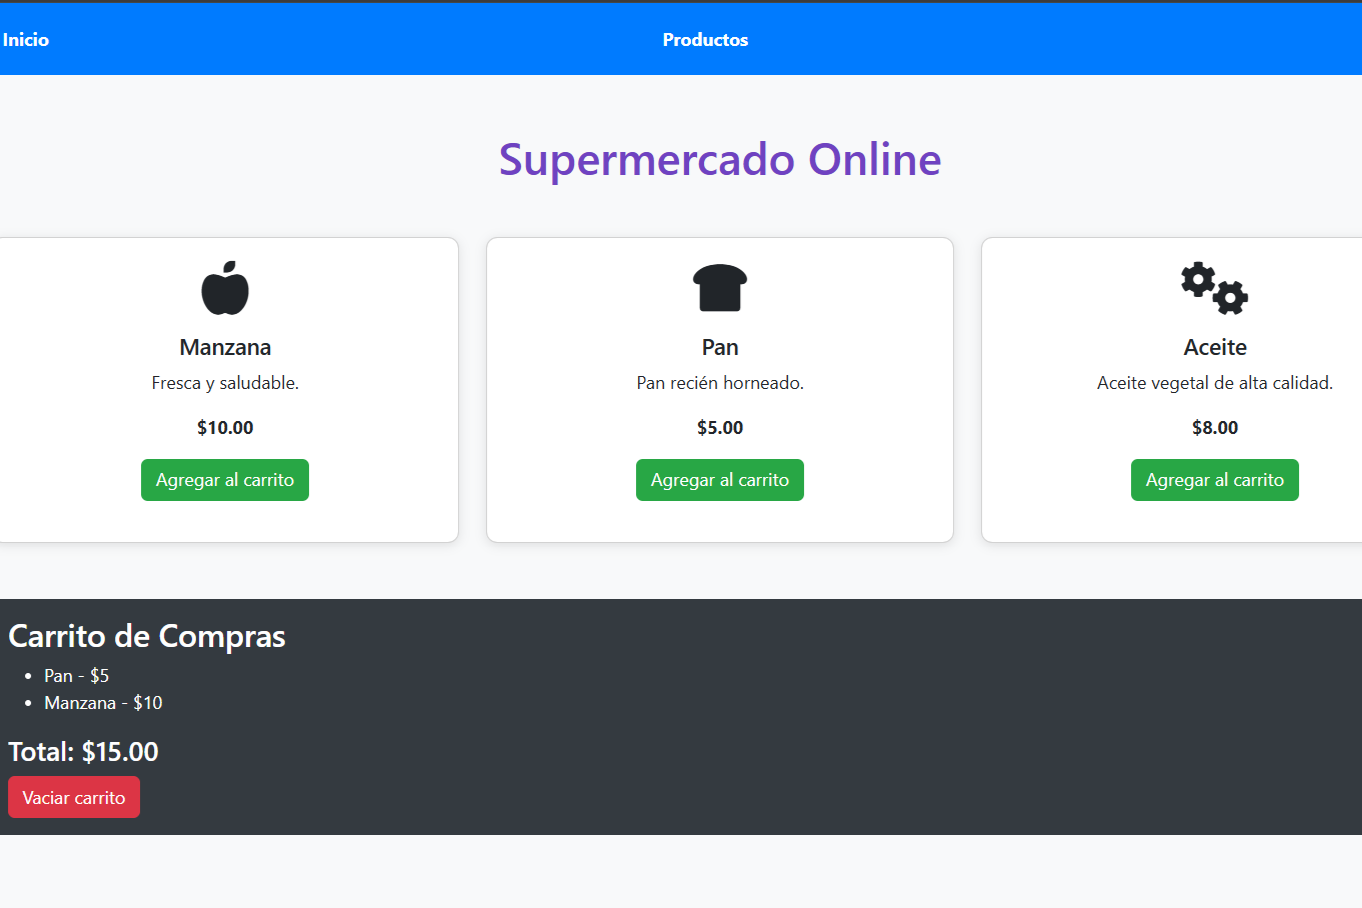 Inicio
Productos
Supermercado Online
Manzana
Fresca y saludable.
$10.00
Agregar al carrito
Pan
Pan recién horneado.
$5.00
Agregar al carrito
Aceite
Aceite vegetal de alta calidad.
$8.00
Agregar al carrito
Carrito de Compras
Pan - $5
Manzana - $10
Total: $15.00
Vaciar carrito